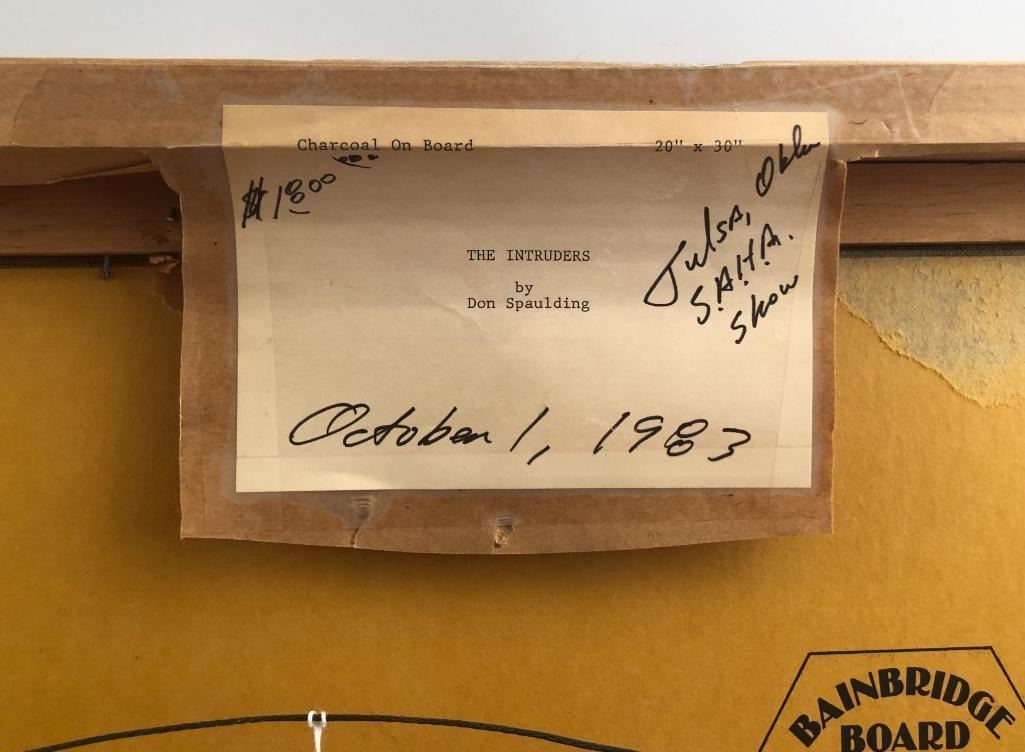 Charcoal On Board 20" x 30"
$1800
Tulsa, Okla
S.A.H.A.
Show
THE INTRUDERS
by
Don Spaulding
October 1, 1983
BAINBRIDGE
BOARD